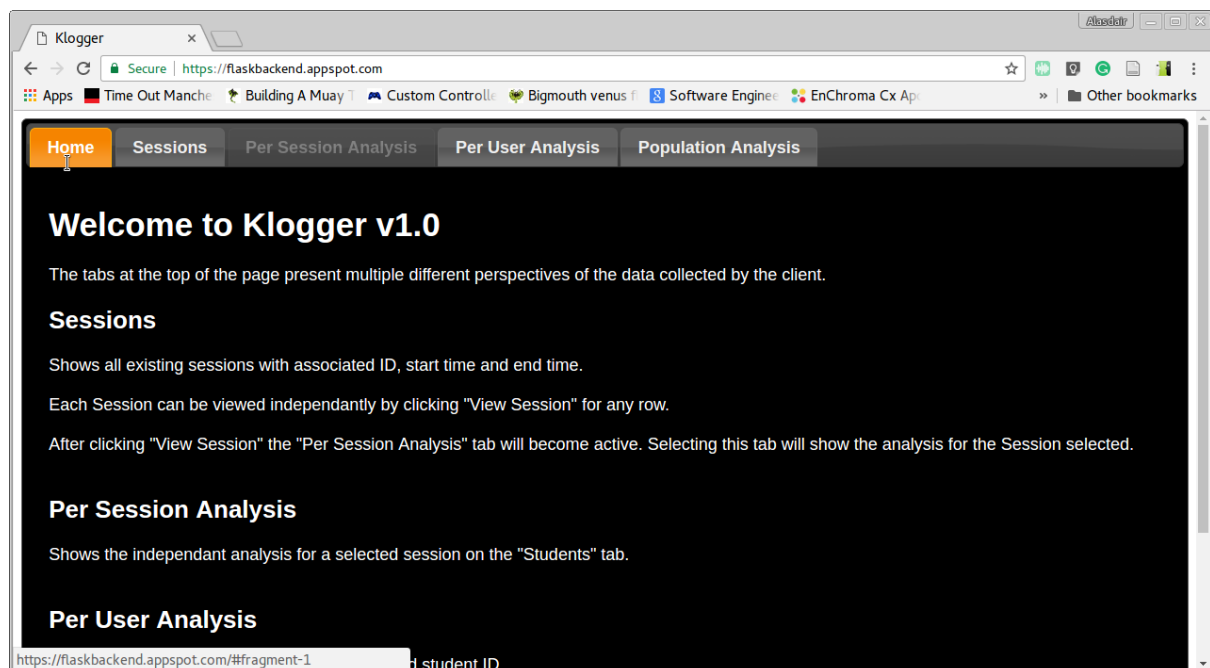 Alasdair
Klogger
Secure https://flaskbackend.appspot.com
Apps Time Out Manche Building A Muay T Custom Controlle Bigmouth venus f Software Enginee EnChroma Cx Ap » Other bookmarks
Home Sessions Per Session Analysis Per User Analysis Population Analysis
Welcome to Klogger v1.0
The tabs at the top of the page present multiple different perspectives of the data collected by the client.
Sessions
Shows all existing sessions with associated ID, start time and end time.
Each Session can be viewed independantly by clicking "View Session" for any row.
After clicking "View Session" the "Per Session Analysis" tab will become active. Selecting this tab will show the analysis for the Session selected.
Per Session Analysis
Shows the independant analysis for a selected session on the "Students" tab.
Per User Analysis
https://flaskbackend.appspot.com/#fragment-1
student ID